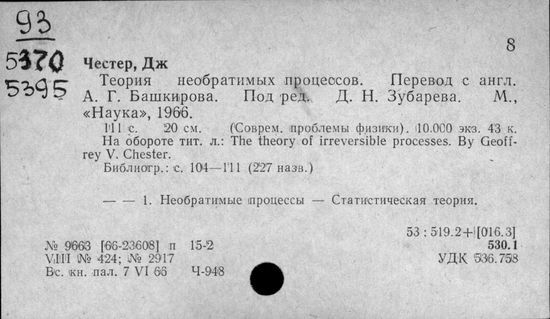 93
5370
5395
8
Честер, Дж
Теория необратимых процессов. Перевод с англ.
А. Г. Башкирова. Под ред. Д. Н. Зубарева. М.,
«Наука», 1966.
111 с. 20 см. (Соврем. проблемы физики). 10.000 экз. 43 к.
На обороте тит. л.: The theory of irreversible processes. By Geoff-
rey V. Chester.
Библиогр.: с. 104—111 (227 назв.)
— — 1. Необратимые процессы — Статистическая теория.
53 : 519.2+[016.3]
№ 9663 [66-23608] п 15-2 530.1
VIII № 424; № 2917 УДК 536.758
Вс. кн. пал. 7 VI 66 Ч-948